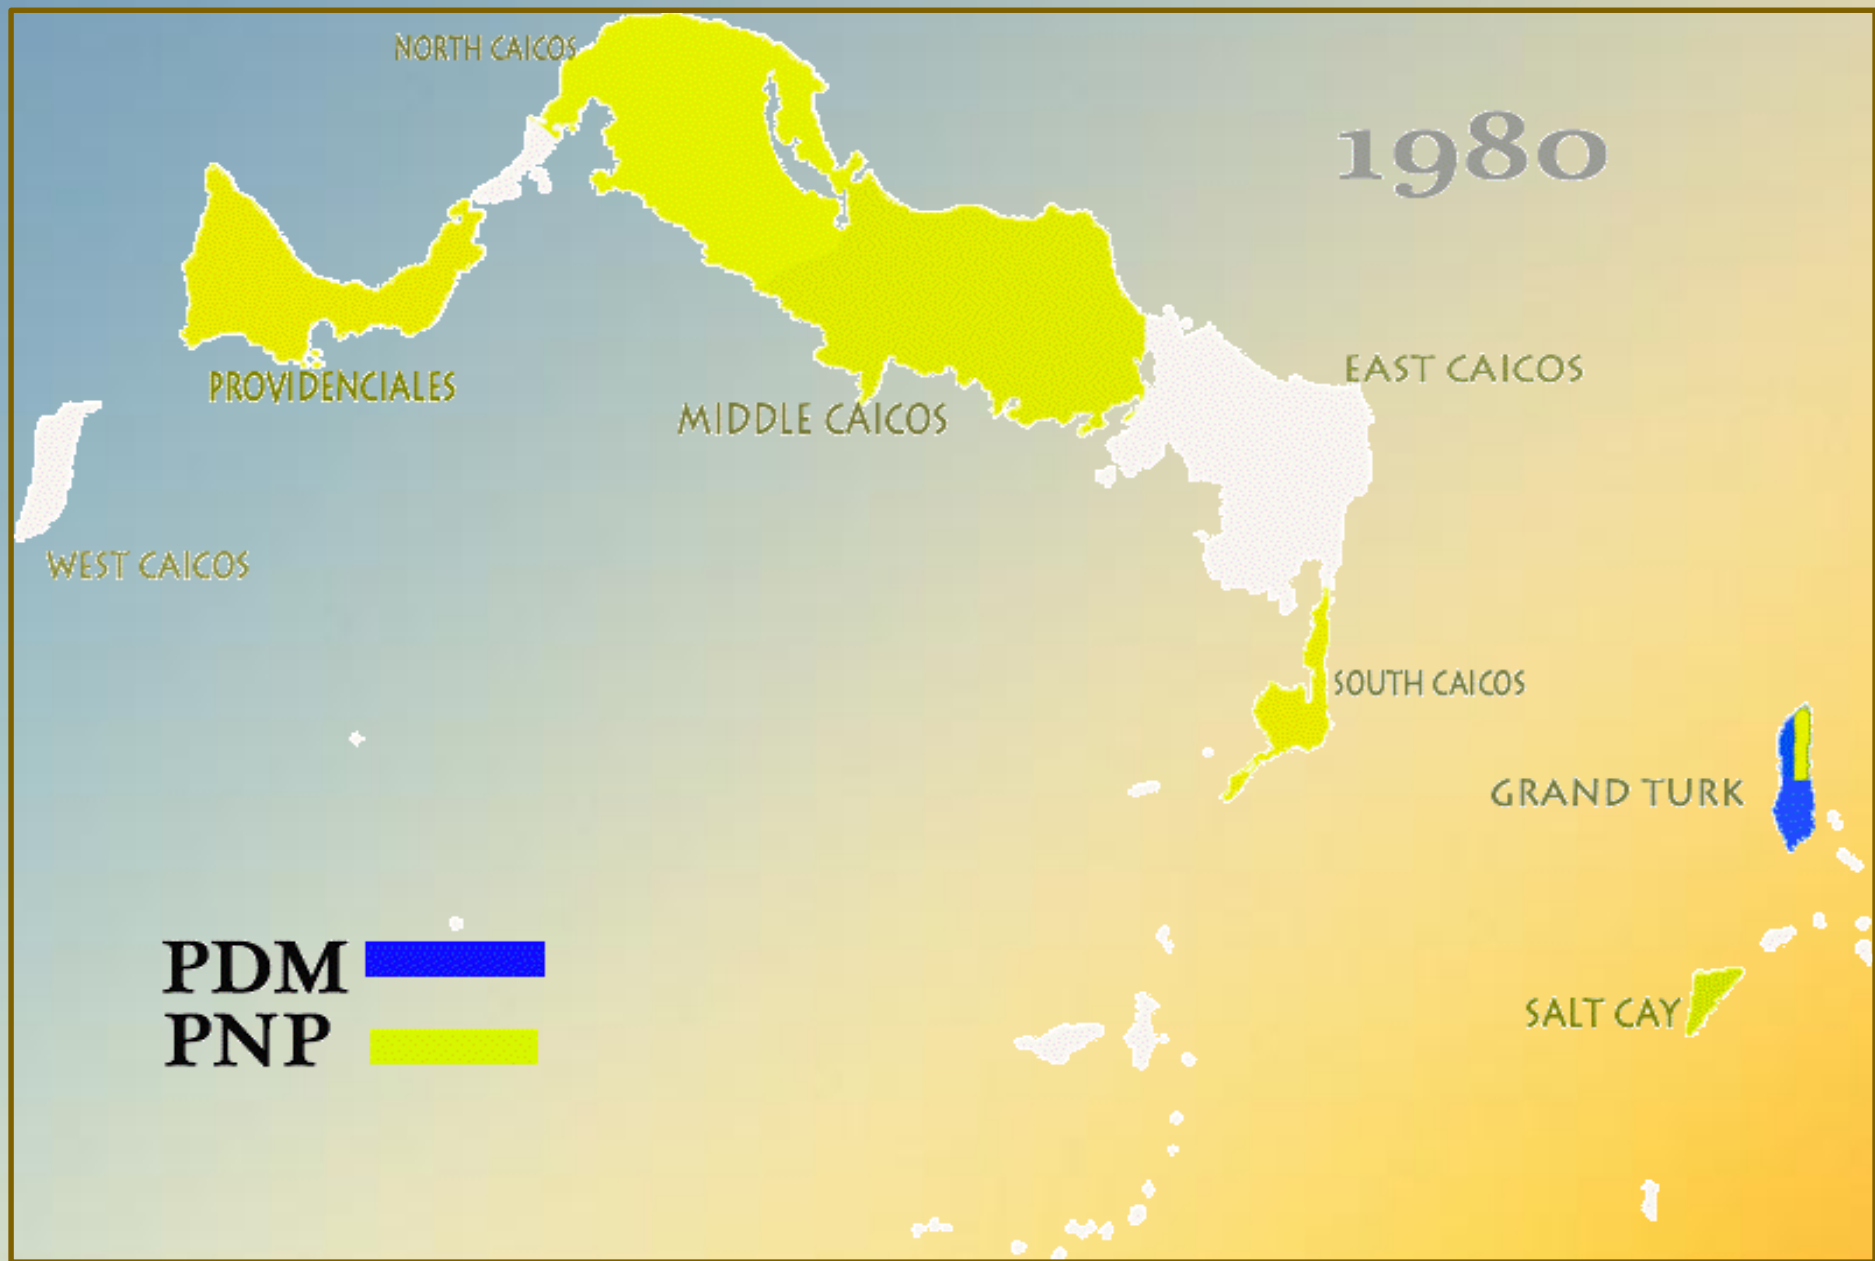 NORTH CAICOS
1980
EAST CAICOS
PROVIDENCIALES
MIDDLE CAICOS
WEST CAICOS
SOUTH CAICOS
GRAND TURK
PDM
SALT CAY
PNP